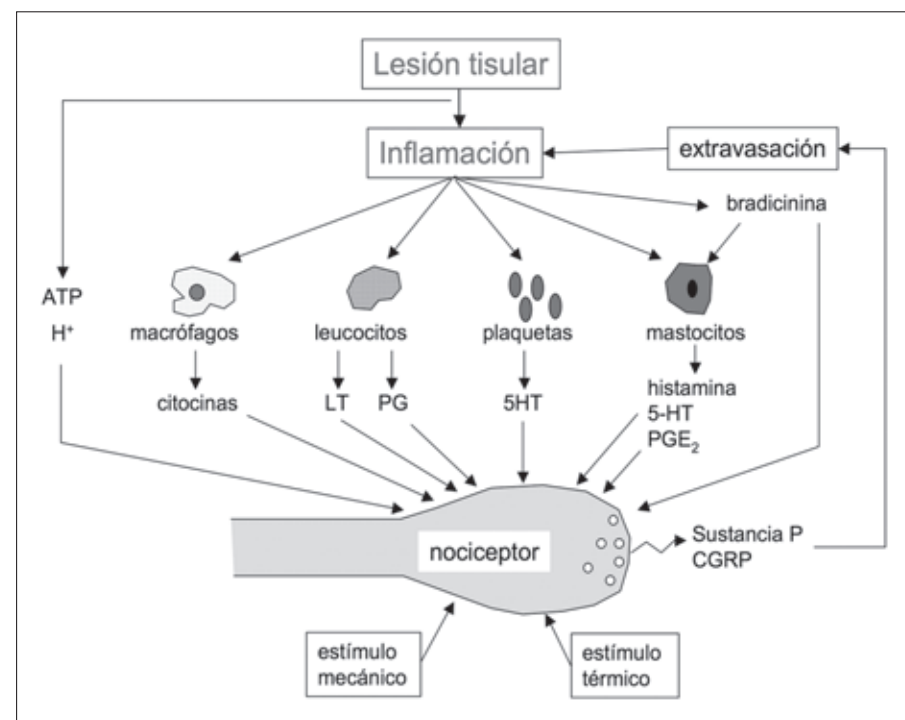 Lesión tisular
Inflamación
extravasación
bradicinina
ATP
H⁺
macrófagos
leucocitos
plaquetas
mastocitos
citocinas
LT
PG
5HT
histamina
5-HT
PGE₂
nociceptor
Sustancia P
CGRP
estímulo
mecánico
estímulo
térmico